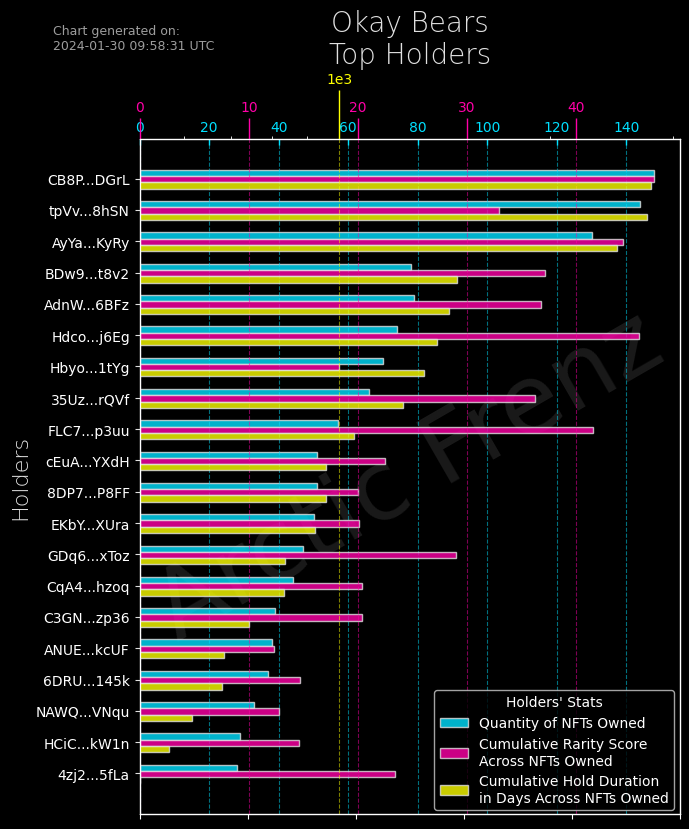 Chart generated on:
2024-01-30 09:58:31 UTC
Okay Bears
Top Holders
1e3
0 10 20 30 40
0 20 40 60 80 100 120 140
CB8P...DGrL
tpVv...8hSN
AyYa...KyRy
BDw9...t8v2
AdnW...6BFz
Hdco...j6Eg
Hbyo...1tYg
35Uz...rQVf
FLC7...p3uu
cEuA...YXdH
8DP7...P8FF
EKbY...XUra
GDq6...xToz
CqA4...hzoq
C3GN...zp36
ANUE...kcUF
6DRU...145k
NAWQ...VNqu
HCiC...kW1n
4zj2...5fLa
Holders
Arctic Frenz
Holders' Stats
Quantity of NFTs Owned
Cumulative Rarity Score
Across NFTs Owned
Cumulative Hold Duration
in Days Across NFTs Owned